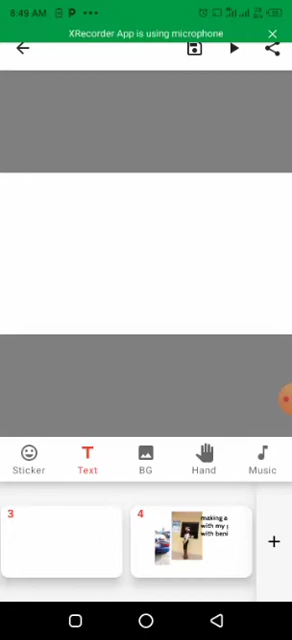 8:49 AM
XRecorder App is using microphone
Sticker
Text
BG
Hand
Music
3
4
making a
with my
with beni